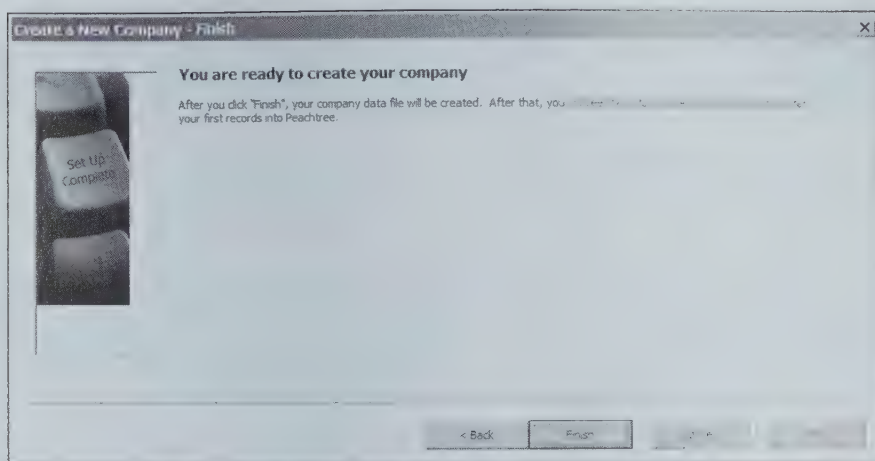 Create a New Company - Finish
You are ready to create your company
After you click "Finish", your company data file will be created. After that, you
your first records into Peachtree.
Set Up
Complete
< Back
Finish